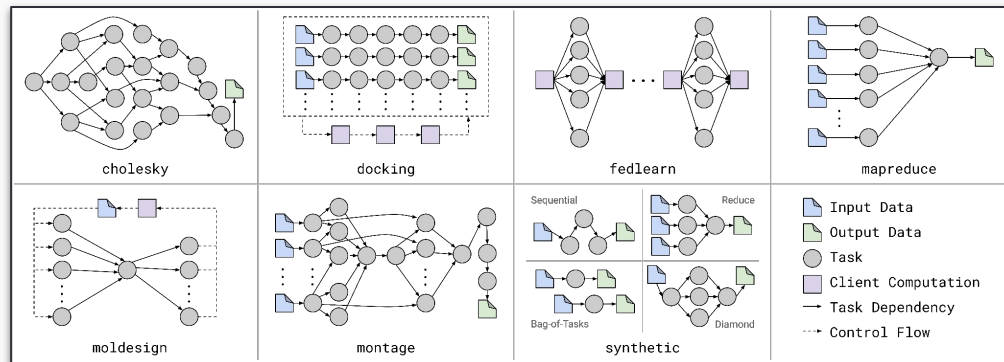 cholesky
docking
fedlearn
mapreduce
moldesign
montage
Sequential
Reduce
Bag-of-Tasks
Diamond
synthetic
Input Data
Output Data
Task
Client Computation
Task Dependency
Control Flow